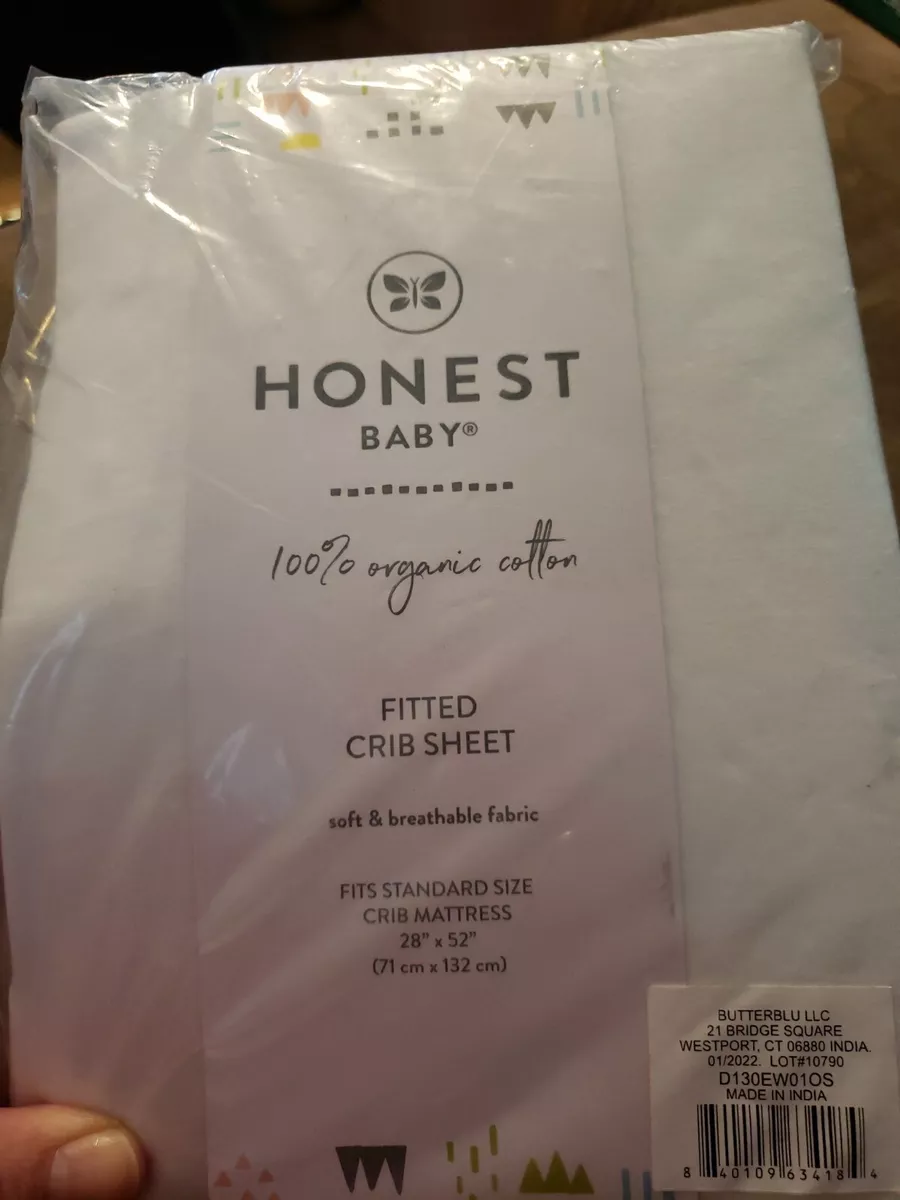 HONEST
BABY®
100% organic cotton
FITTED
CRIB SHEET
soft & breathable fabric
FITS STANDARD SIZE
CRIB MATTRESS
28" x 52"
(71 cm x 132 cm)
BUTTERBLU LLC
21 BRIDGE SQUARE
WESTPORT, CT 06880 INDIA.
01/2022. LOT#10790
D130EW01OS
MADE IN INDIA
8 40109 63418 4